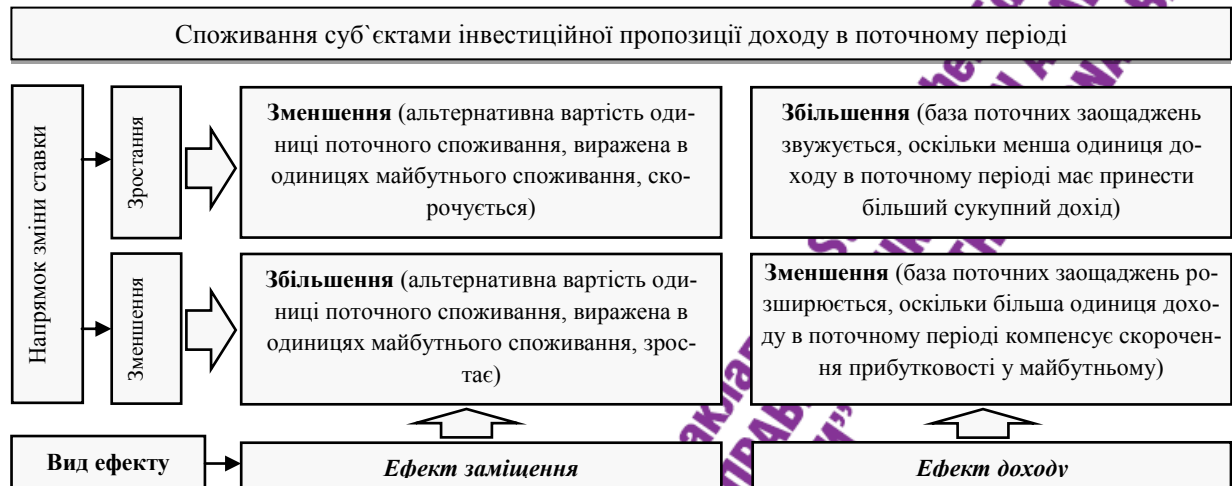 Споживання суб`єктами інвестиційної пропозиції доходу в поточному періоді
Напрямок зміни ставки
Зростання
Зменшення (альтернативна вартість оди-
ниці поточного споживання, виражена в
одиницях майбутнього споживання, ско-
рочується)
Збільшення (база поточних заощаджень
звужується, оскільки менша одиниця до-
ходу в поточному періоді має принести
більший сукупний дохід)
Зменшення
Збільшення (альтернативна вартість оди-
ниці поточного споживання, виражена в
одиницях майбутнього споживання, зрос-
тає)
Зменшення (база поточних заощаджень ро-
зширюється, оскільки більша одиниця дохо-
ду в поточному періоді компенсує скорочен-
ня прибутковості у майбутньому)
Вид ефекту
Ефект заміщення
Ефект доходу